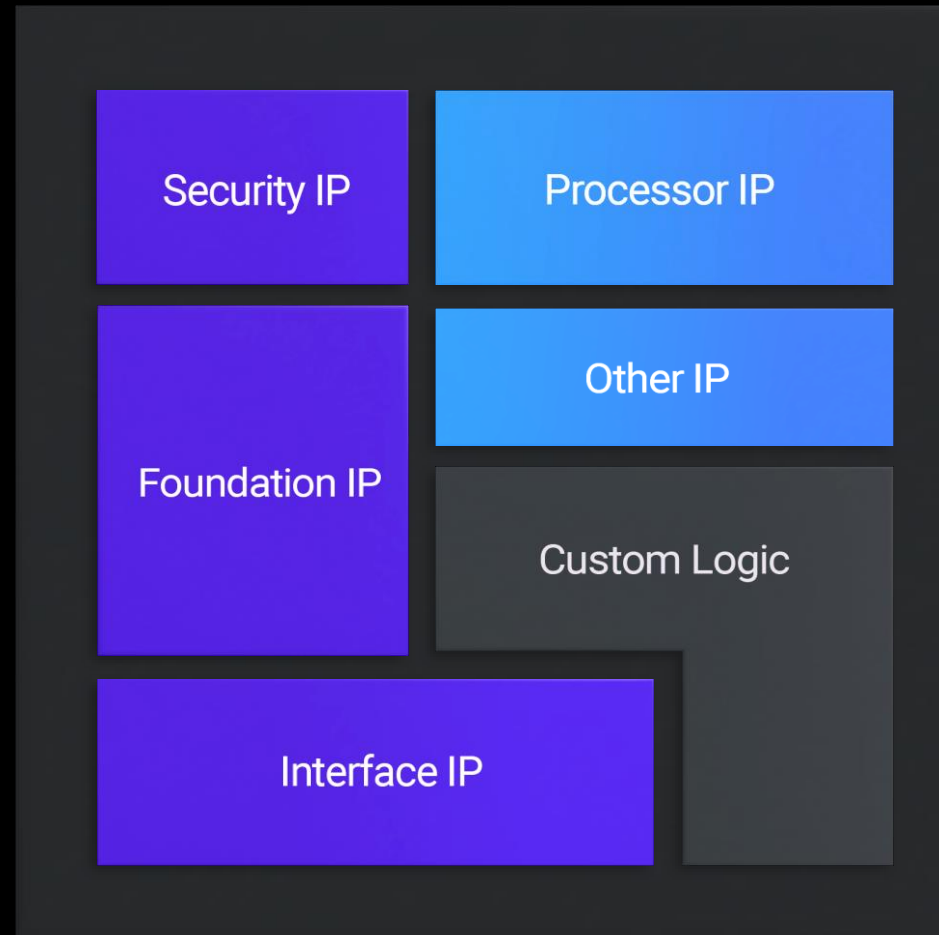 Security IP
Processor IP
Other IP
Foundation IP
Custom Logic
Interface IP